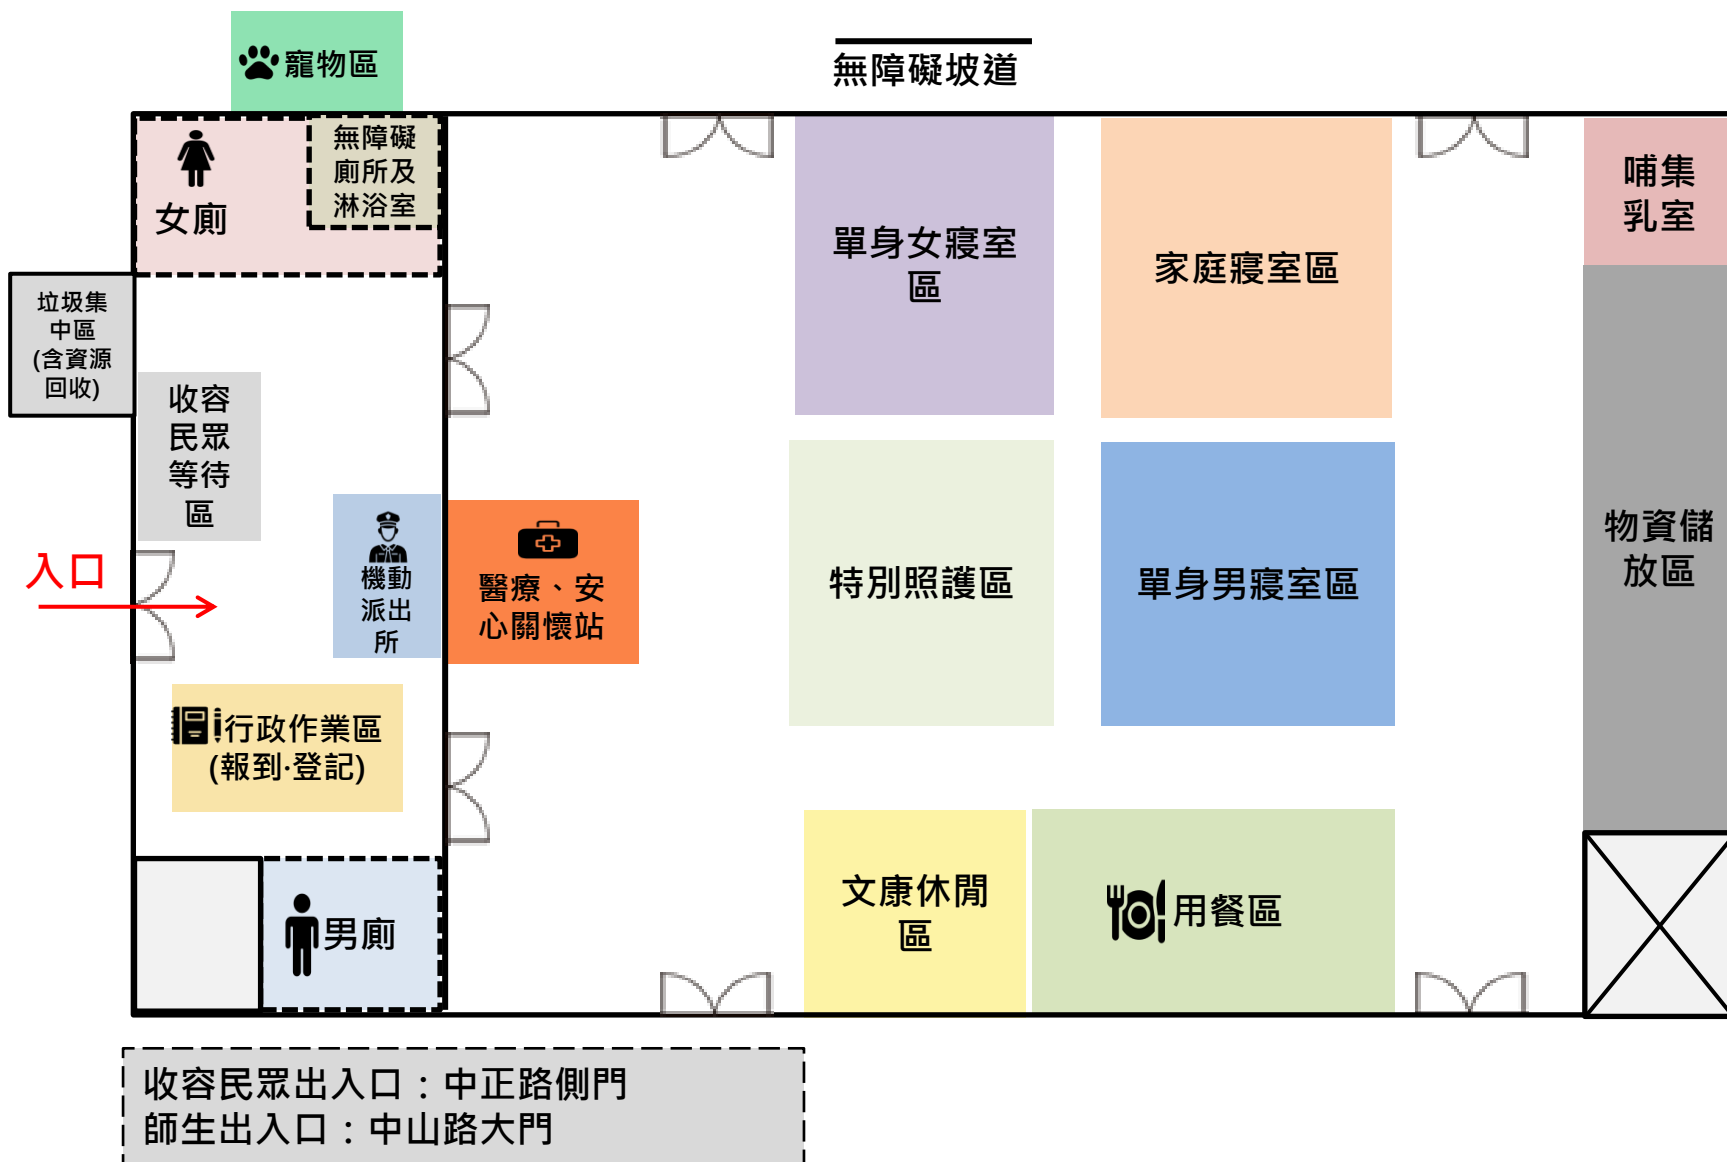 寵物區
無障礙坡道
無障礙
廁所及
淋浴室
女廁
哺集
乳室
單身女寢室
區
家庭寢室區
垃圾集
中區
(含資源
回收)
收容
民眾
等待
區
入口
機動
派出
所
醫療、安
心關懷站
特別照護區
單身男寢室區
物資儲
放區
行政作業區
(報到·登記)
男廁
文康休閒
區
用餐區
收容民眾出入口：中正路側門
師生出入口：中山路大門